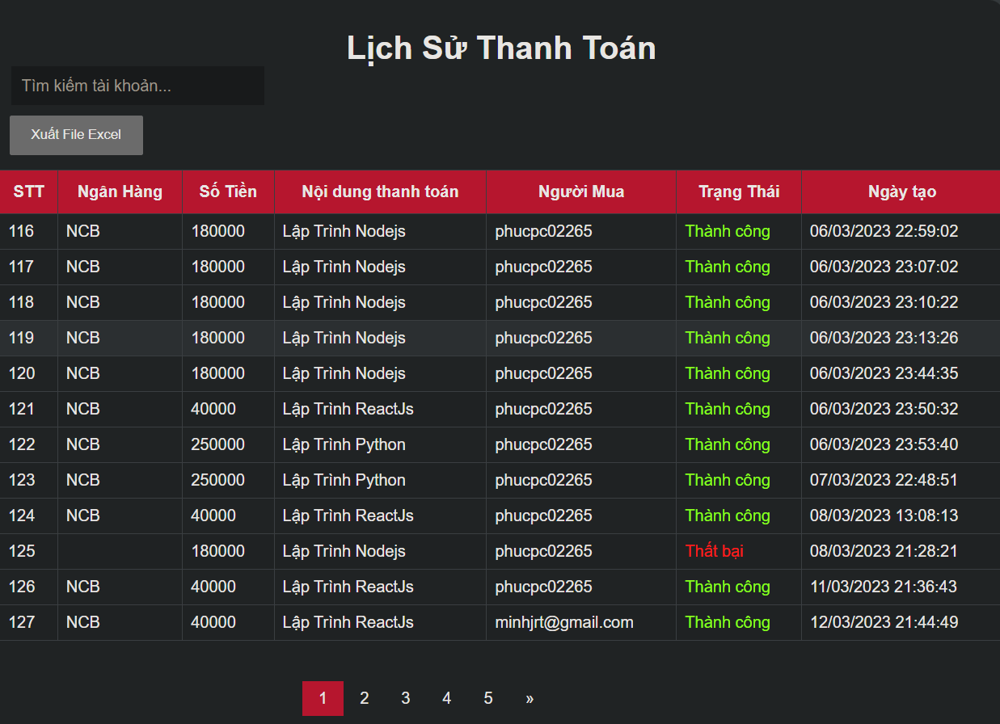 Lịch Sử Thanh Toán
Tìm kiếm tài khoản...
Xuất File Excel
STT Ngân Hàng Số Tiền Nội dung thanh toán Người Mua Trạng Thái Ngày tạo
116 NCB 180000 Lập Trình Nodejs phucpc02265 Thành công 06/03/2023 22:59:02
117 NCB 180000 Lập Trình Nodejs phucpc02265 Thành công 06/03/2023 23:07:02
118 NCB 180000 Lập Trình Nodejs phucpc02265 Thành công 06/03/2023 23:10:22
119 NCB 180000 Lập Trình Nodejs phucpc02265 Thành công 06/03/2023 23:13:26
120 NCB 180000 Lập Trình Nodejs phucpc02265 Thành công 06/03/2023 23:44:35
121 NCB 40000 Lập Trình ReactJs phucpc02265 Thành công 06/03/2023 23:50:32
122 NCB 250000 Lập Trình Python phucpc02265 Thành công 06/03/2023 23:53:40
123 NCB 250000 Lập Trình Python phucpc02265 Thành công 07/03/2023 22:48:51
124 NCB 40000 Lập Trình ReactJs phucpc02265 Thành công 08/03/2023 13:08:13
125 180000 Lập Trình Nodejs phucpc02265 Thất bại 08/03/2023 21:28:21
126 NCB 40000 Lập Trình ReactJs phucpc02265 Thành công 11/03/2023 21:36:43
127 NCB 40000 Lập Trình ReactJs minhjrt@gmail.com Thành công 12/03/2023 21:44:49
1 2 3 4 5 »